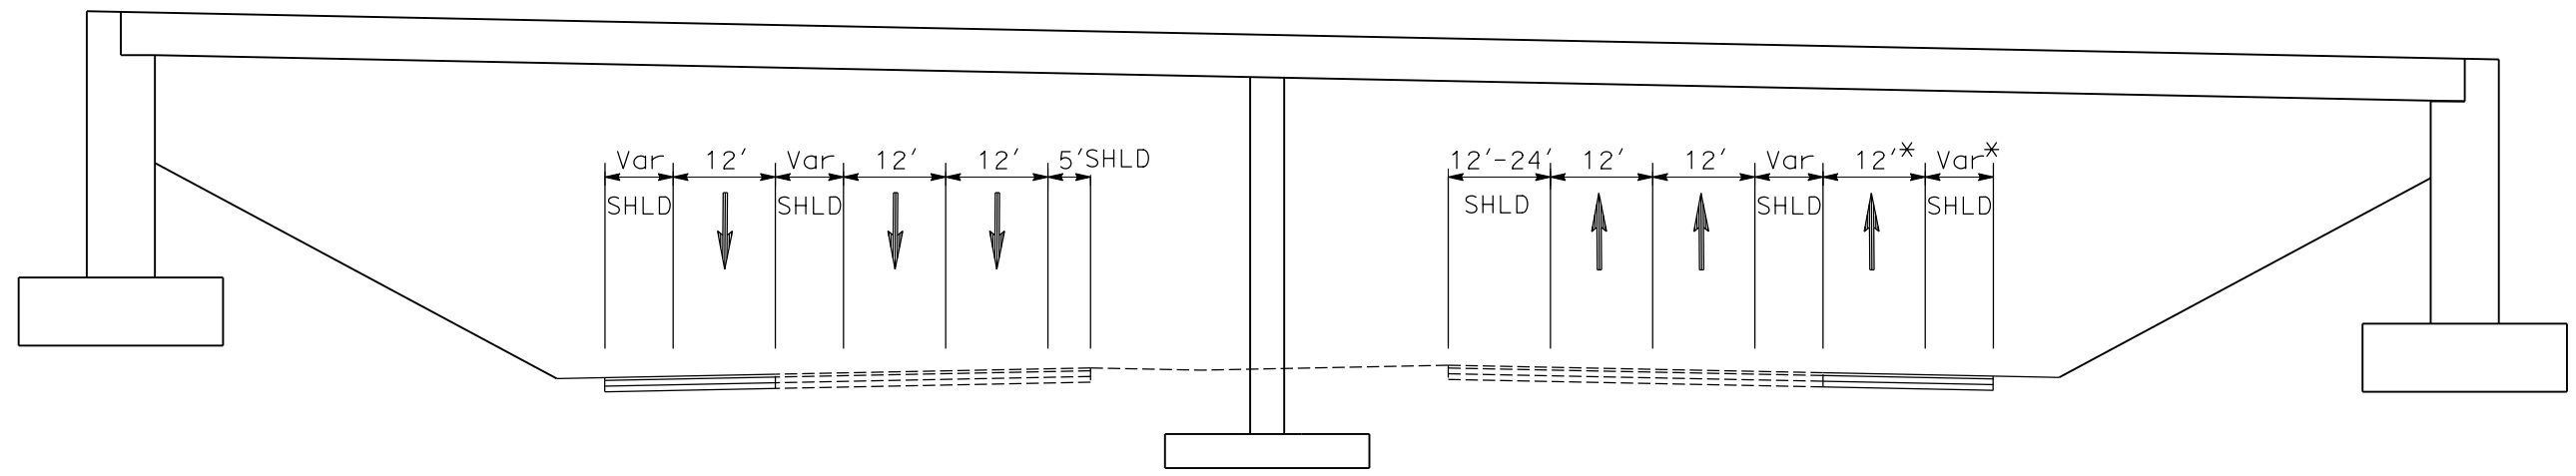 Var 12' Var 12' 12' 5'SHLD 12'-24' 12' 12' Var 12'* Var*
SHLD SHLD SHLD SHLD SHLD